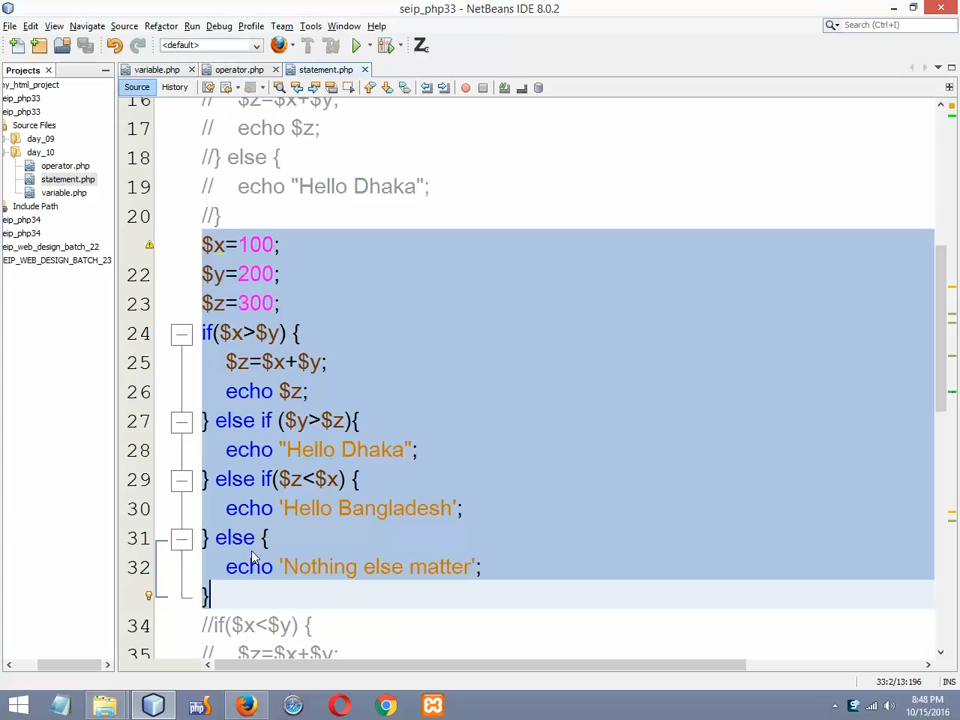 seip_php33 - NetBeans IDE 8.0.2
File Edit View Navigate Source Refactor Run Debug Profile Team Tools Window Help
Search (Ctrl+I)
<default>
Projects
variable.php operator.php statement.php
Source History
ny_html_project
eip_php33
eip_php33
Source Files
day_09
day_10
operator.php
statement.php
variable.php
Include Path
eip_php34
eip_php34
eip_web_design_batch_22
EIP_WEB_DESIGN_BATCH_23
16 // $z=$x+$y;
17 // echo $z;
18 //} else {
19 // echo "Hello Dhaka";
20 //}
$x=100;
22 $y=200;
23 $z=300;
24 if($x>$y) {
25 $z=$x+$y;
26 echo $z;
27 } else if ($y>$z){
28 echo "Hello Dhaka";
29 } else if($z<$x) {
30 echo 'Hello Bangladesh';
31 } else {
32 echo 'Nothing else matter';
}
34 //if($x<$y) {
35 // $z=$x+$y;
33:2/13:196 INS
php
8:48 PM
10/15/2016